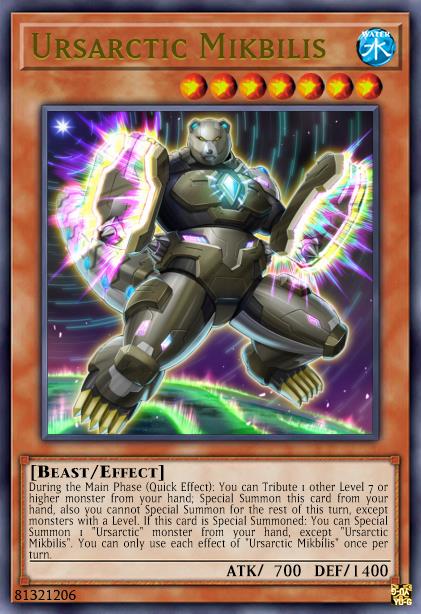 URSARCTIC MIKBILIS
WATER
水
[BEAST/EFFECT]
During the Main Phase (Quick Effect): You can Tribute 1 other Level 7 or
higher monster from your hand; Special Summon this card from your
hand, also you cannot Special Summon for the rest of this turn, except
monsters with a Level. If this card is Special Summoned: You can Special
Summon 1 "Ursarctic" monster from your hand, except "Ursarctic
Mikbilis". You can only use each effect of "Ursarctic Mikbilis" once per
turn.
ATK/ 700 DEF/1400
81321206